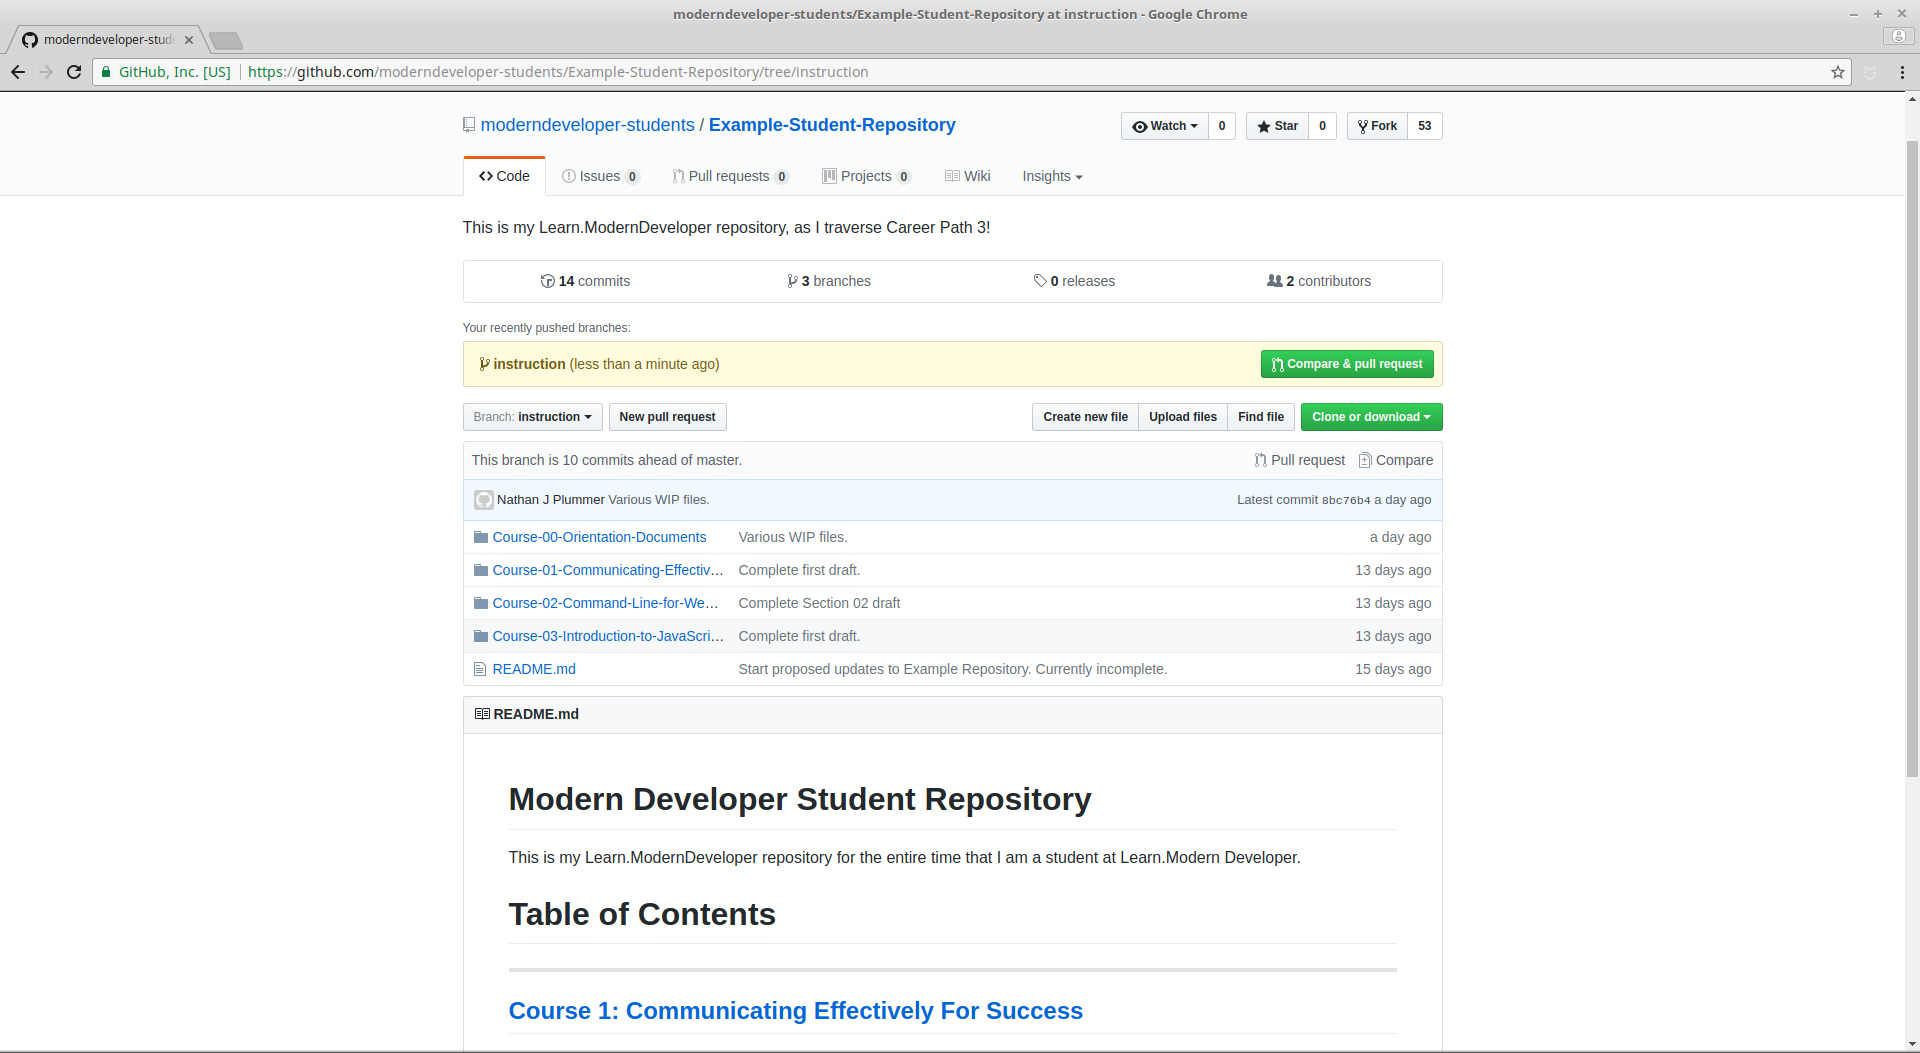 moderndeveloper-students/Example-Student-Repository at instruction - Google Chrome
moderndeveloper-stude
GitHub, Inc. [US] https://github.com/moderndeveloper-students/Example-Student-Repository/tree/instruction
moderndeveloper-students / Example-Student-Repository
Watch 0 Star 0 Fork 53
Code Issues 0 Pull requests 0 Projects 0 Wiki Insights
This is my Learn.ModernDeveloper repository, as I traverse Career Path 3!
14 commits 3 branches 0 releases 2 contributors
Your recently pushed branches:
instruction (less than a minute ago) Compare & pull request
Branch: instruction New pull request Create new file Upload files Find file Clone or download
This branch is 10 commits ahead of master. Pull request Compare
Nathan J Plummer Various WIP files. Latest commit 8bc76b4 a day ago
Course-00-Orientation-Documents Various WIP files. a day ago
Course-01-Communicating-Effectiv… Complete first draft. 13 days ago
Course-02-Command-Line-for-We… Complete Section 02 draft 13 days ago
Course-03-Introduction-to-JavaScri… Complete first draft. 13 days ago
README.md Start proposed updates to Example Repository. Currently incomplete. 15 days ago
README.md
Modern Developer Student Repository
This is my Learn.ModernDeveloper repository for the entire time that I am a student at Learn.Modern Developer.
Table of Contents
Course 1: Communicating Effectively For Success